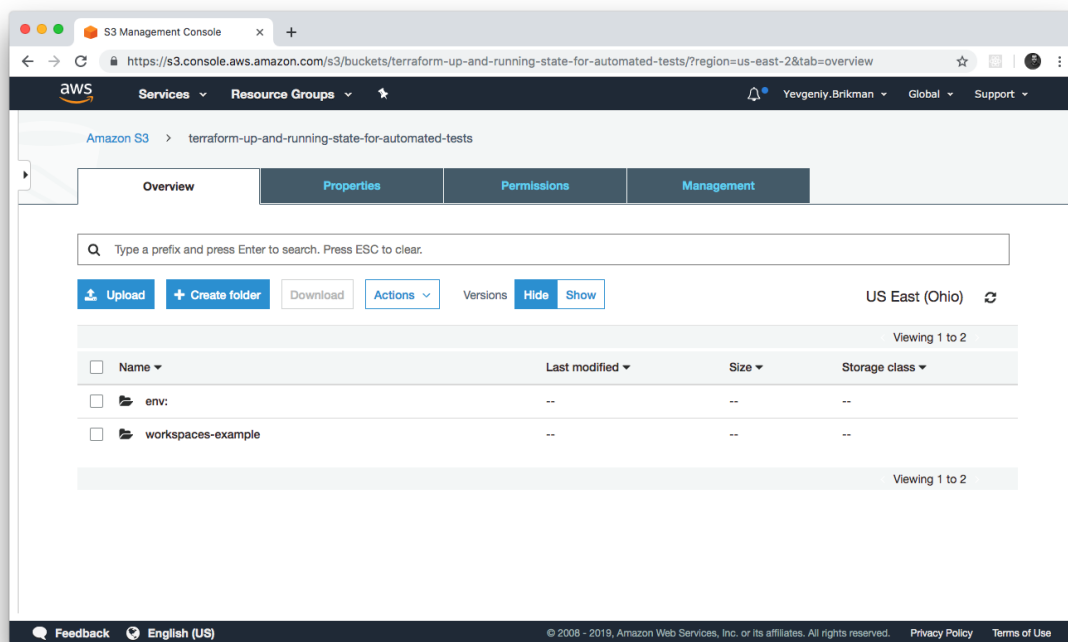 S3 Management Console
https://s3.console.aws.amazon.com/s3/buckets/terraform-up-and-running-state-for-automated-tests/?region=us-east-2&tab=overview
aws Services Resource Groups Yevgeniy.Brikman Global Support
Amazon S3 > terraform-up-and-running-state-for-automated-tests
Overview Properties Permissions Management
Type a prefix and press Enter to search. Press ESC to clear.
Upload + Create folder Download Actions Versions Hide Show US East (Ohio)
Viewing 1 to 2
Name Last modified Size Storage class
env: -- -- --
workspaces-example -- -- --
Viewing 1 to 2
Feedback English (US) © 2008 - 2019, Amazon Web Services, Inc. or its affiliates. All rights reserved. Privacy Policy Terms of Use